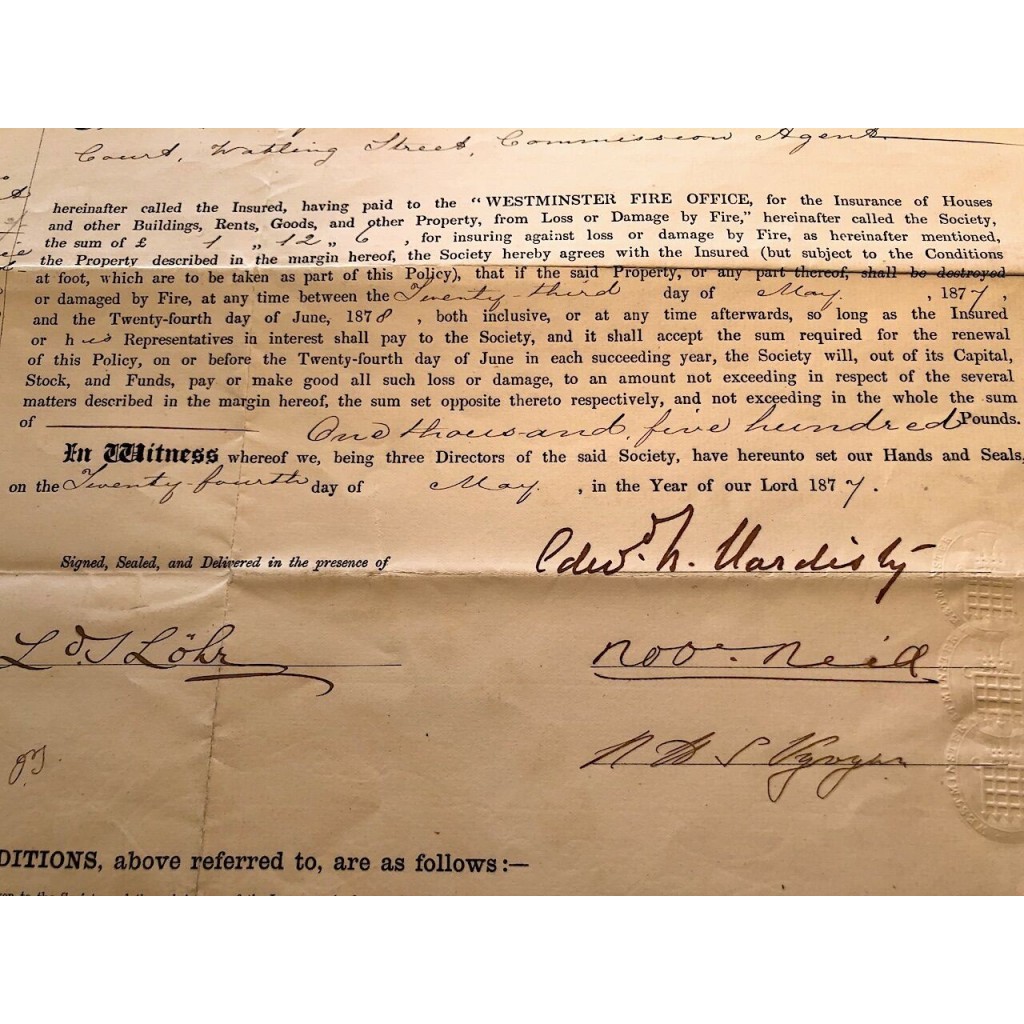 Court, Watling Street, Commission Agent
hereinafter called the Insured, having paid to the "WESTMINSTER FIRE OFFICE, for the Insurance of Houses
and other Buildings, Rents, Goods, and other Property, from Loss or Damage by Fire," hereinafter called the Society,
the sum of £ 1 „ 12 „ 6 , for insuring against loss or damage by Fire, as hereinafter mentioned,
the Property described in the margin hereof, the Society hereby agrees with the Insured (but subject to the Conditions
at foot, which are to be taken as part of this Policy), that if the said Property, or any part thereof, shall be destroyed
or damaged by Fire, at any time between the Twenty-third day of May , 1877 ,
and the Twenty-fourth day of June, 1878 , both inclusive, or at any time afterwards, so long as the Insured
or his Representatives in interest shall pay to the Society, and it shall accept the sum required for the renewal
of this Policy, on or before the Twenty-fourth day of June in each succeeding year, the Society will, out of its Capital,
Stock, and Funds, pay or make good all such loss or damage, to an amount not exceeding in respect of the several
matters described in the margin hereof, the sum set opposite thereto respectively, and not exceeding in the whole the sum
of One thousand, five hundred Pounds.
In Witness whereof we, being three Directors of the said Society, have hereunto set our Hands and Seals,
on the Twenty-fourth day of May , in the Year of our Lord 1877.
Signed, Sealed, and Delivered in the presence of
Edwd. N. Hardisty
Ld. S Löhr
Robt. Reid
DITIONS, above referred to, are as follows:—